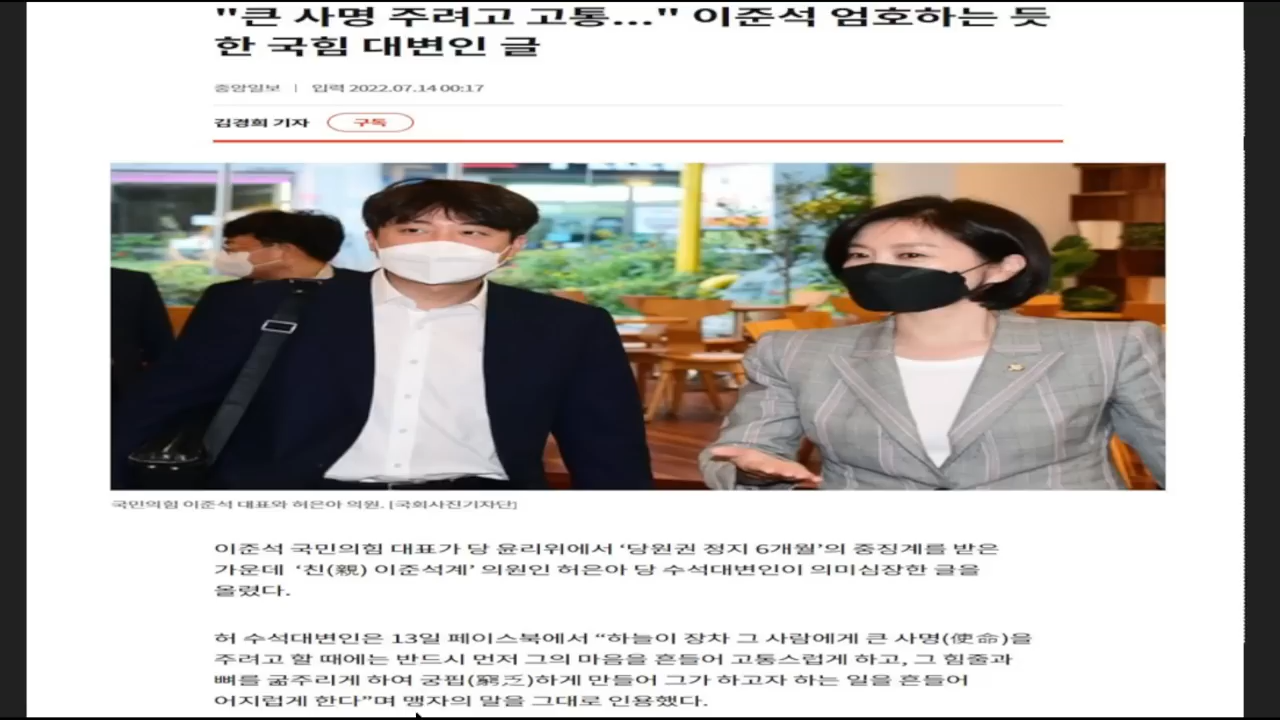 "큰 사명 주려고 고통..." 이준석 엄호하는 듯
한 국힘 대변인 글
중앙일보 | 입력 2022.07.14 00:17
김경희 기자 구독
국민의힘 이준석 대표와 허은아 의원. [국회사진기자단]
이준석 국민의힘 대표가 당 윤리위에서 ‘당원권 정지 6개월’의 중징계를 받은
가운데 ‘친(親) 이준석계’ 의원인 허은아 당 수석대변인이 의미심장한 글을
올렸다.
허 수석대변인은 13일 페이스북에서 “하늘이 장차 그 사람에게 큰 사명(使命)을
주려고 할 때에는 반드시 먼저 그의 마음을 흔들어 고통스럽게 하고, 그 힘줄과
뼈를 굶주리게 하여 궁핍(窮乏)하게 만들어 그가 하고자 하는 일을 흔들어
어지럽게 한다”며 맹자의 말을 그대로 인용했다.